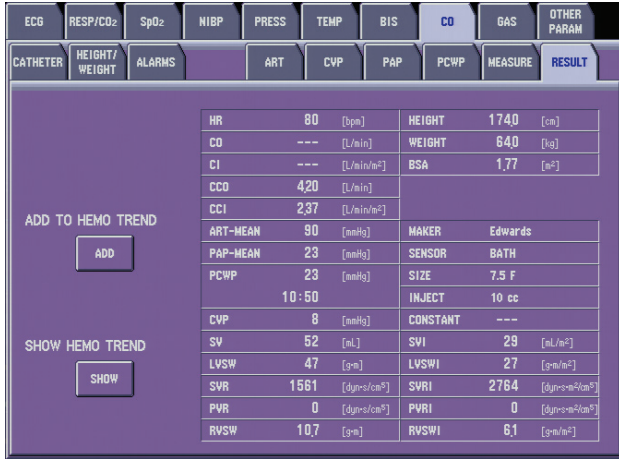 ECG RESP/CO₂ SpO₂ NIBP PRESS TEMP BIS CO GAS OTHER PARAM
CATHETER HEIGHT/WEIGHT ALARMS ART CVP PAP PCWP MEASURE RESULT
HR 80 [bpm] HEIGHT 174.0 [cm]
CO --- [L/min] WEIGHT 64.0 [kg]
CI --- [L/min/m²] BSA 1.77 [m²]
CCO 4.20 [L/min]
CCI 2.37 [L/min/m²]
ADD TO HEMO TREND
ART-MEAN 90 [mmHg] MAKER Edwards
ADD
PAP-MEAN 23 [mmHg] SENSOR BATH
PCWP 23 [mmHg] SIZE 7.5 F
10:50 INJECT 10 cc
CVP 8 [mmHg] CONSTANT ---
SHOW HEMO TREND
SV 52 [mL] SVI 29 [mL/m²]
LVSW 47 [g·m] LVSWI 27 [g·m/m²]
SHOW
SVR 1561 [dyn·s/cm⁵] SVRI 2764 [dyn·s·m²/cm⁵]
PVR 0 [dyn·s/cm⁵] PVRI 0 [dyn·s·m²/cm⁵]
RVSW 10.7 [g·m] RVSWI 6.1 [g·m/m²]